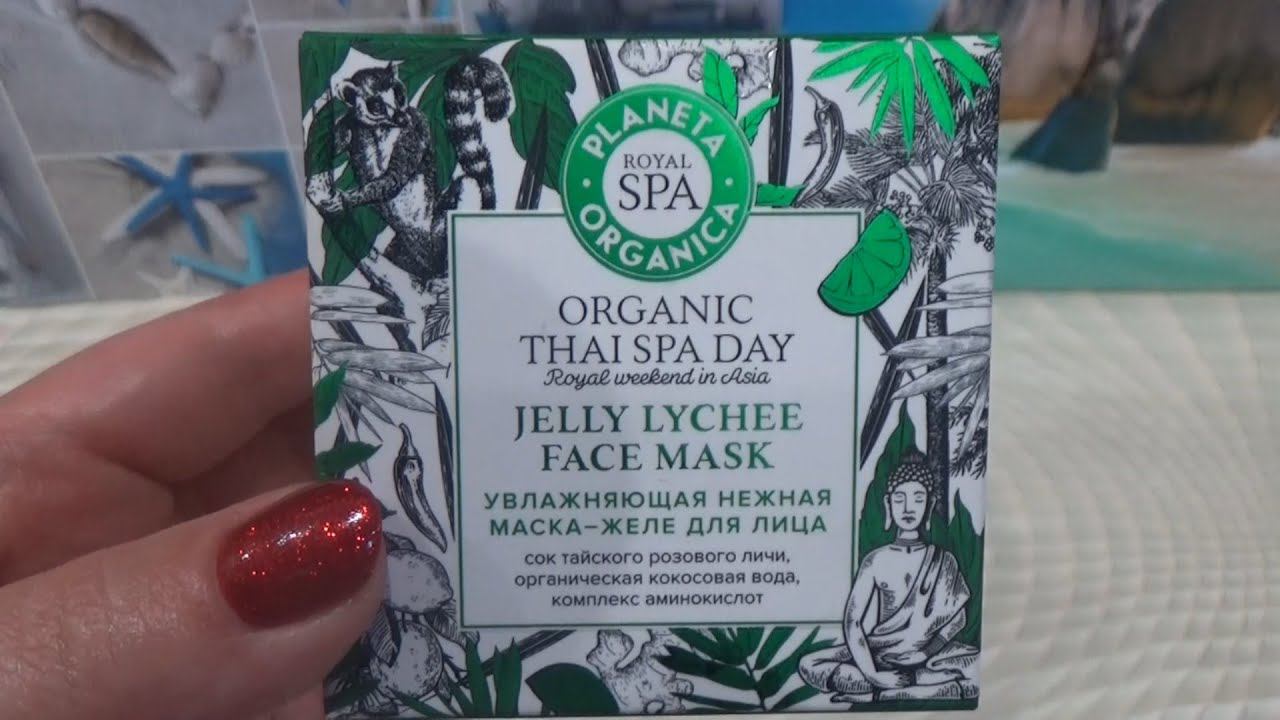 PLANETA
ROYAL
SPA
ORGANICA
ORGANIC
THAI SPA DAY
Royal weekend in Asia
JELLY LYCHEE
FACE MASK
УВЛАЖНЯЮЩАЯ НЕЖНАЯ
МАСКА–ЖЕЛЕ ДЛЯ ЛИЦА
сок тайского розового личи,
органическая кокосовая вода,
комплекс аминокислот